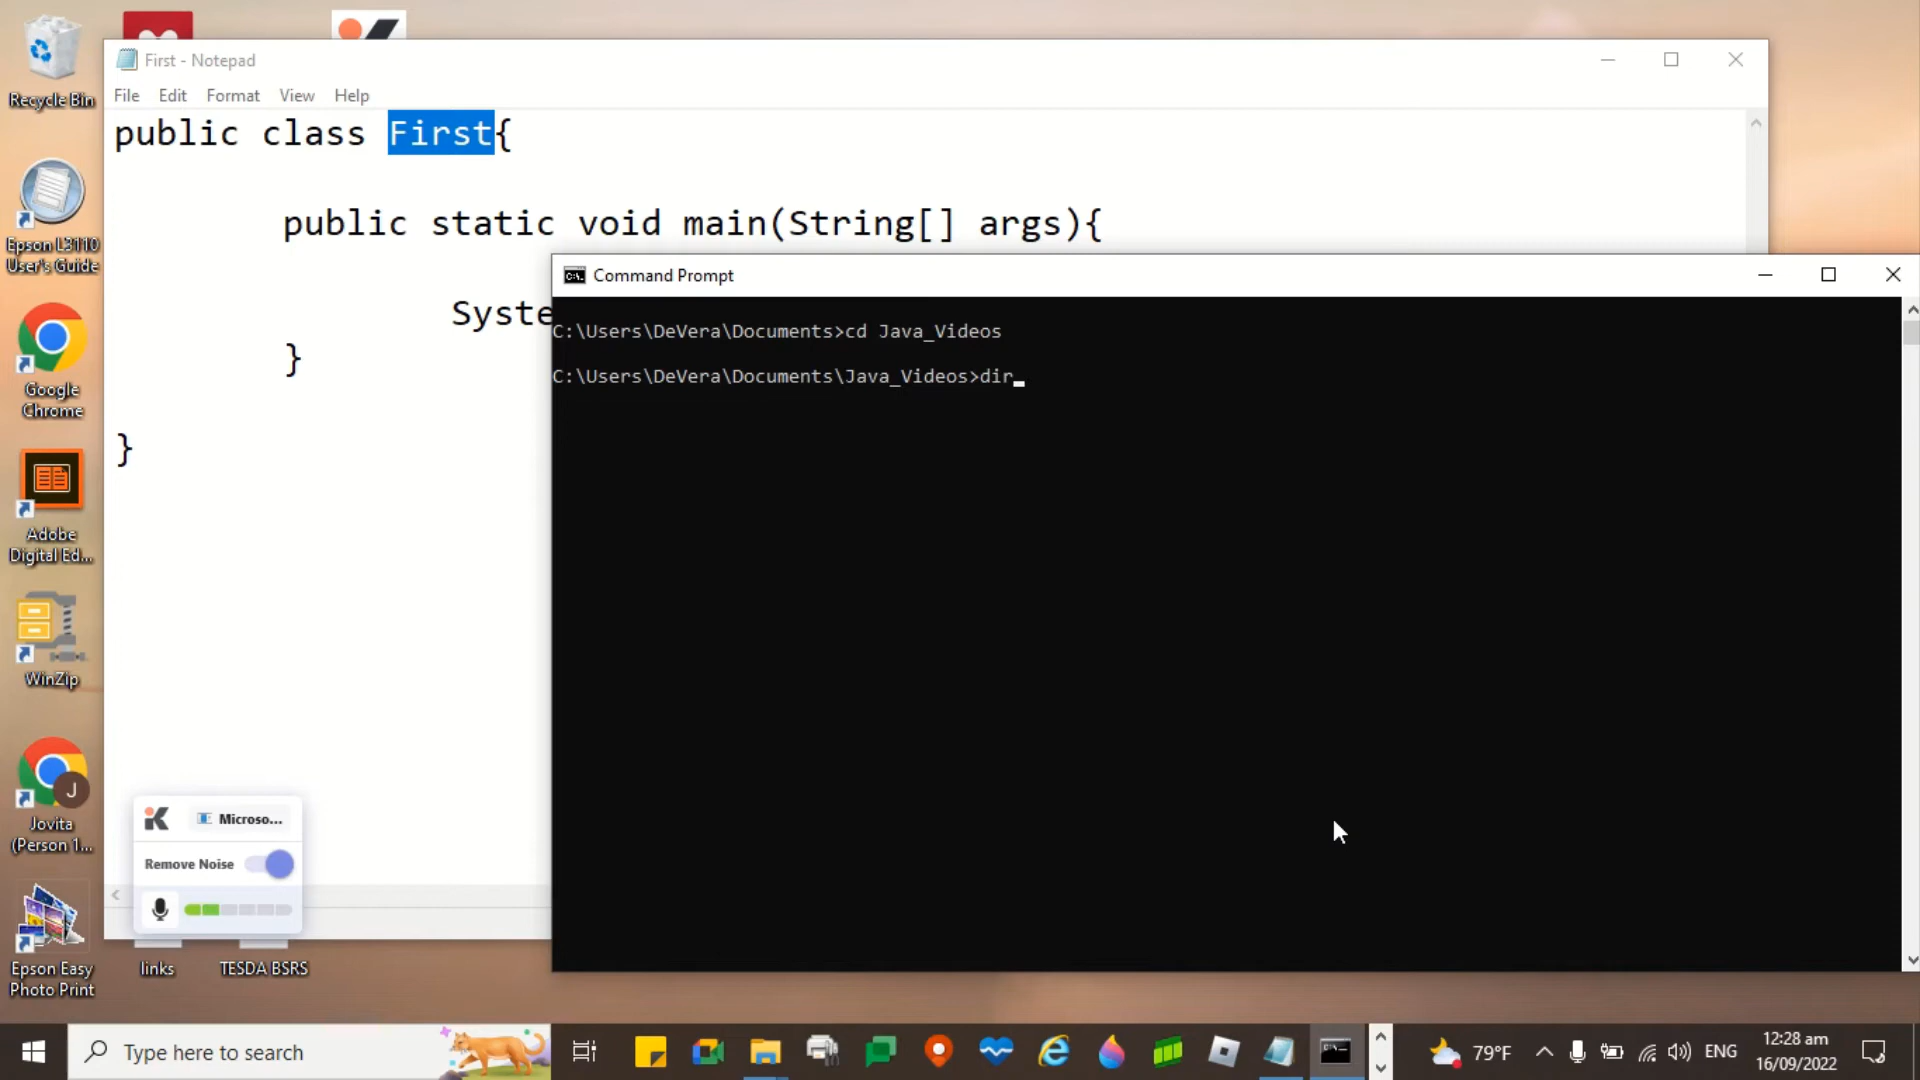 Recycle Bin
Epson L3110
User's Guide
Google
Chrome
Adobe
Digital Ed...
WinZip
Jovita
(Person 1...
Epson Easy
Photo Print
links
TESDA BSRS
First - Notepad
File Edit Format View Help
public class First{
public static void main(String[] args){
Syste
}
}
Command Prompt
C:\Users\DeVera\Documents>cd Java_Videos
C:\Users\DeVera\Documents\Java_Videos>dir_
Microso...
Remove Noise
J
Type here to search
79°F
ENG
12:28 am
16/09/2022